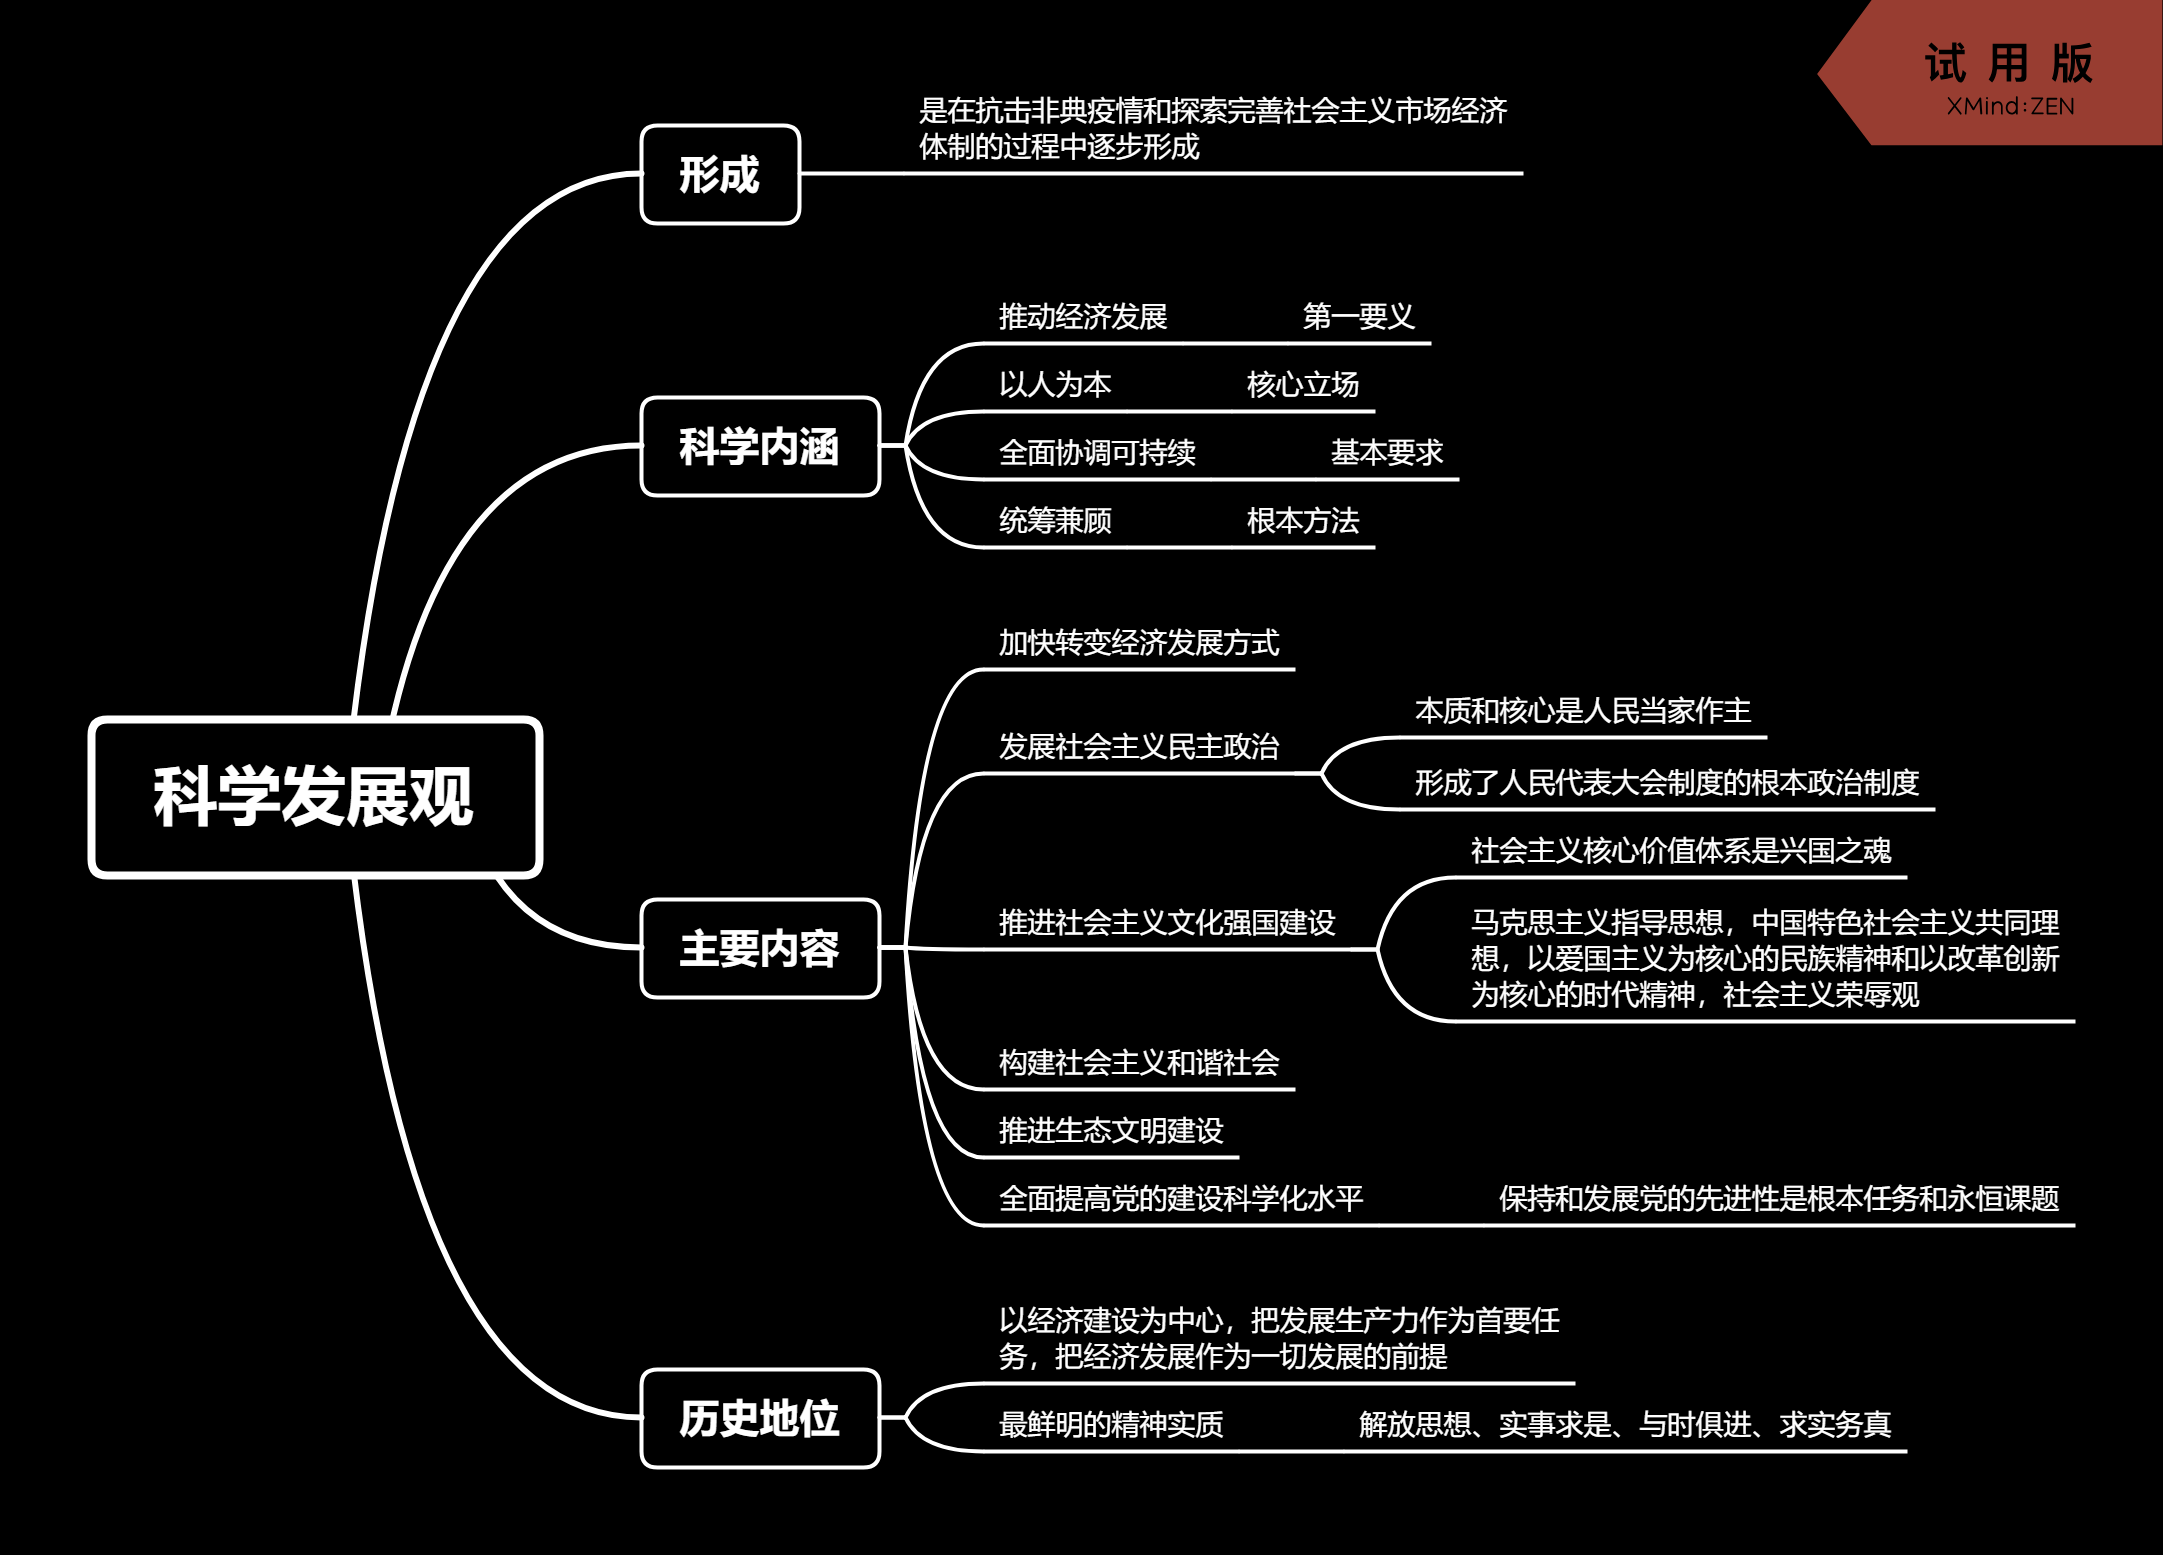 试用版
XMind:ZEN
是在抗击非典疫情和探索完善社会主义市场经济
体制的过程中逐步形成
形成
推动经济发展
第一要义
以人为本
核心立场
科学内涵
全面协调可持续
基本要求
统筹兼顾
根本方法
科学发展观
加快转变经济发展方式
发展社会主义民主政治
本质和核心是人民当家作主
形成了人民代表大会制度的根本政治制度
主要内容
推进社会主义文化强国建设
社会主义核心价值体系是兴国之魂
马克思主义指导思想，中国特色社会主义共同理
想，以爱国主义为核心的民族精神和以改革创新
为核心的时代精神，社会主义荣辱观
构建社会主义和谐社会
推进生态文明建设
全面提高党的建设科学化水平
保持和发展党的先进性是根本任务和永恒课题
历史地位
以经济建设为中心，把发展生产力作为首要任
务，把经济发展作为一切发展的前提
最鲜明的精神实质
解放思想、实事求是、与时俱进、求实务真